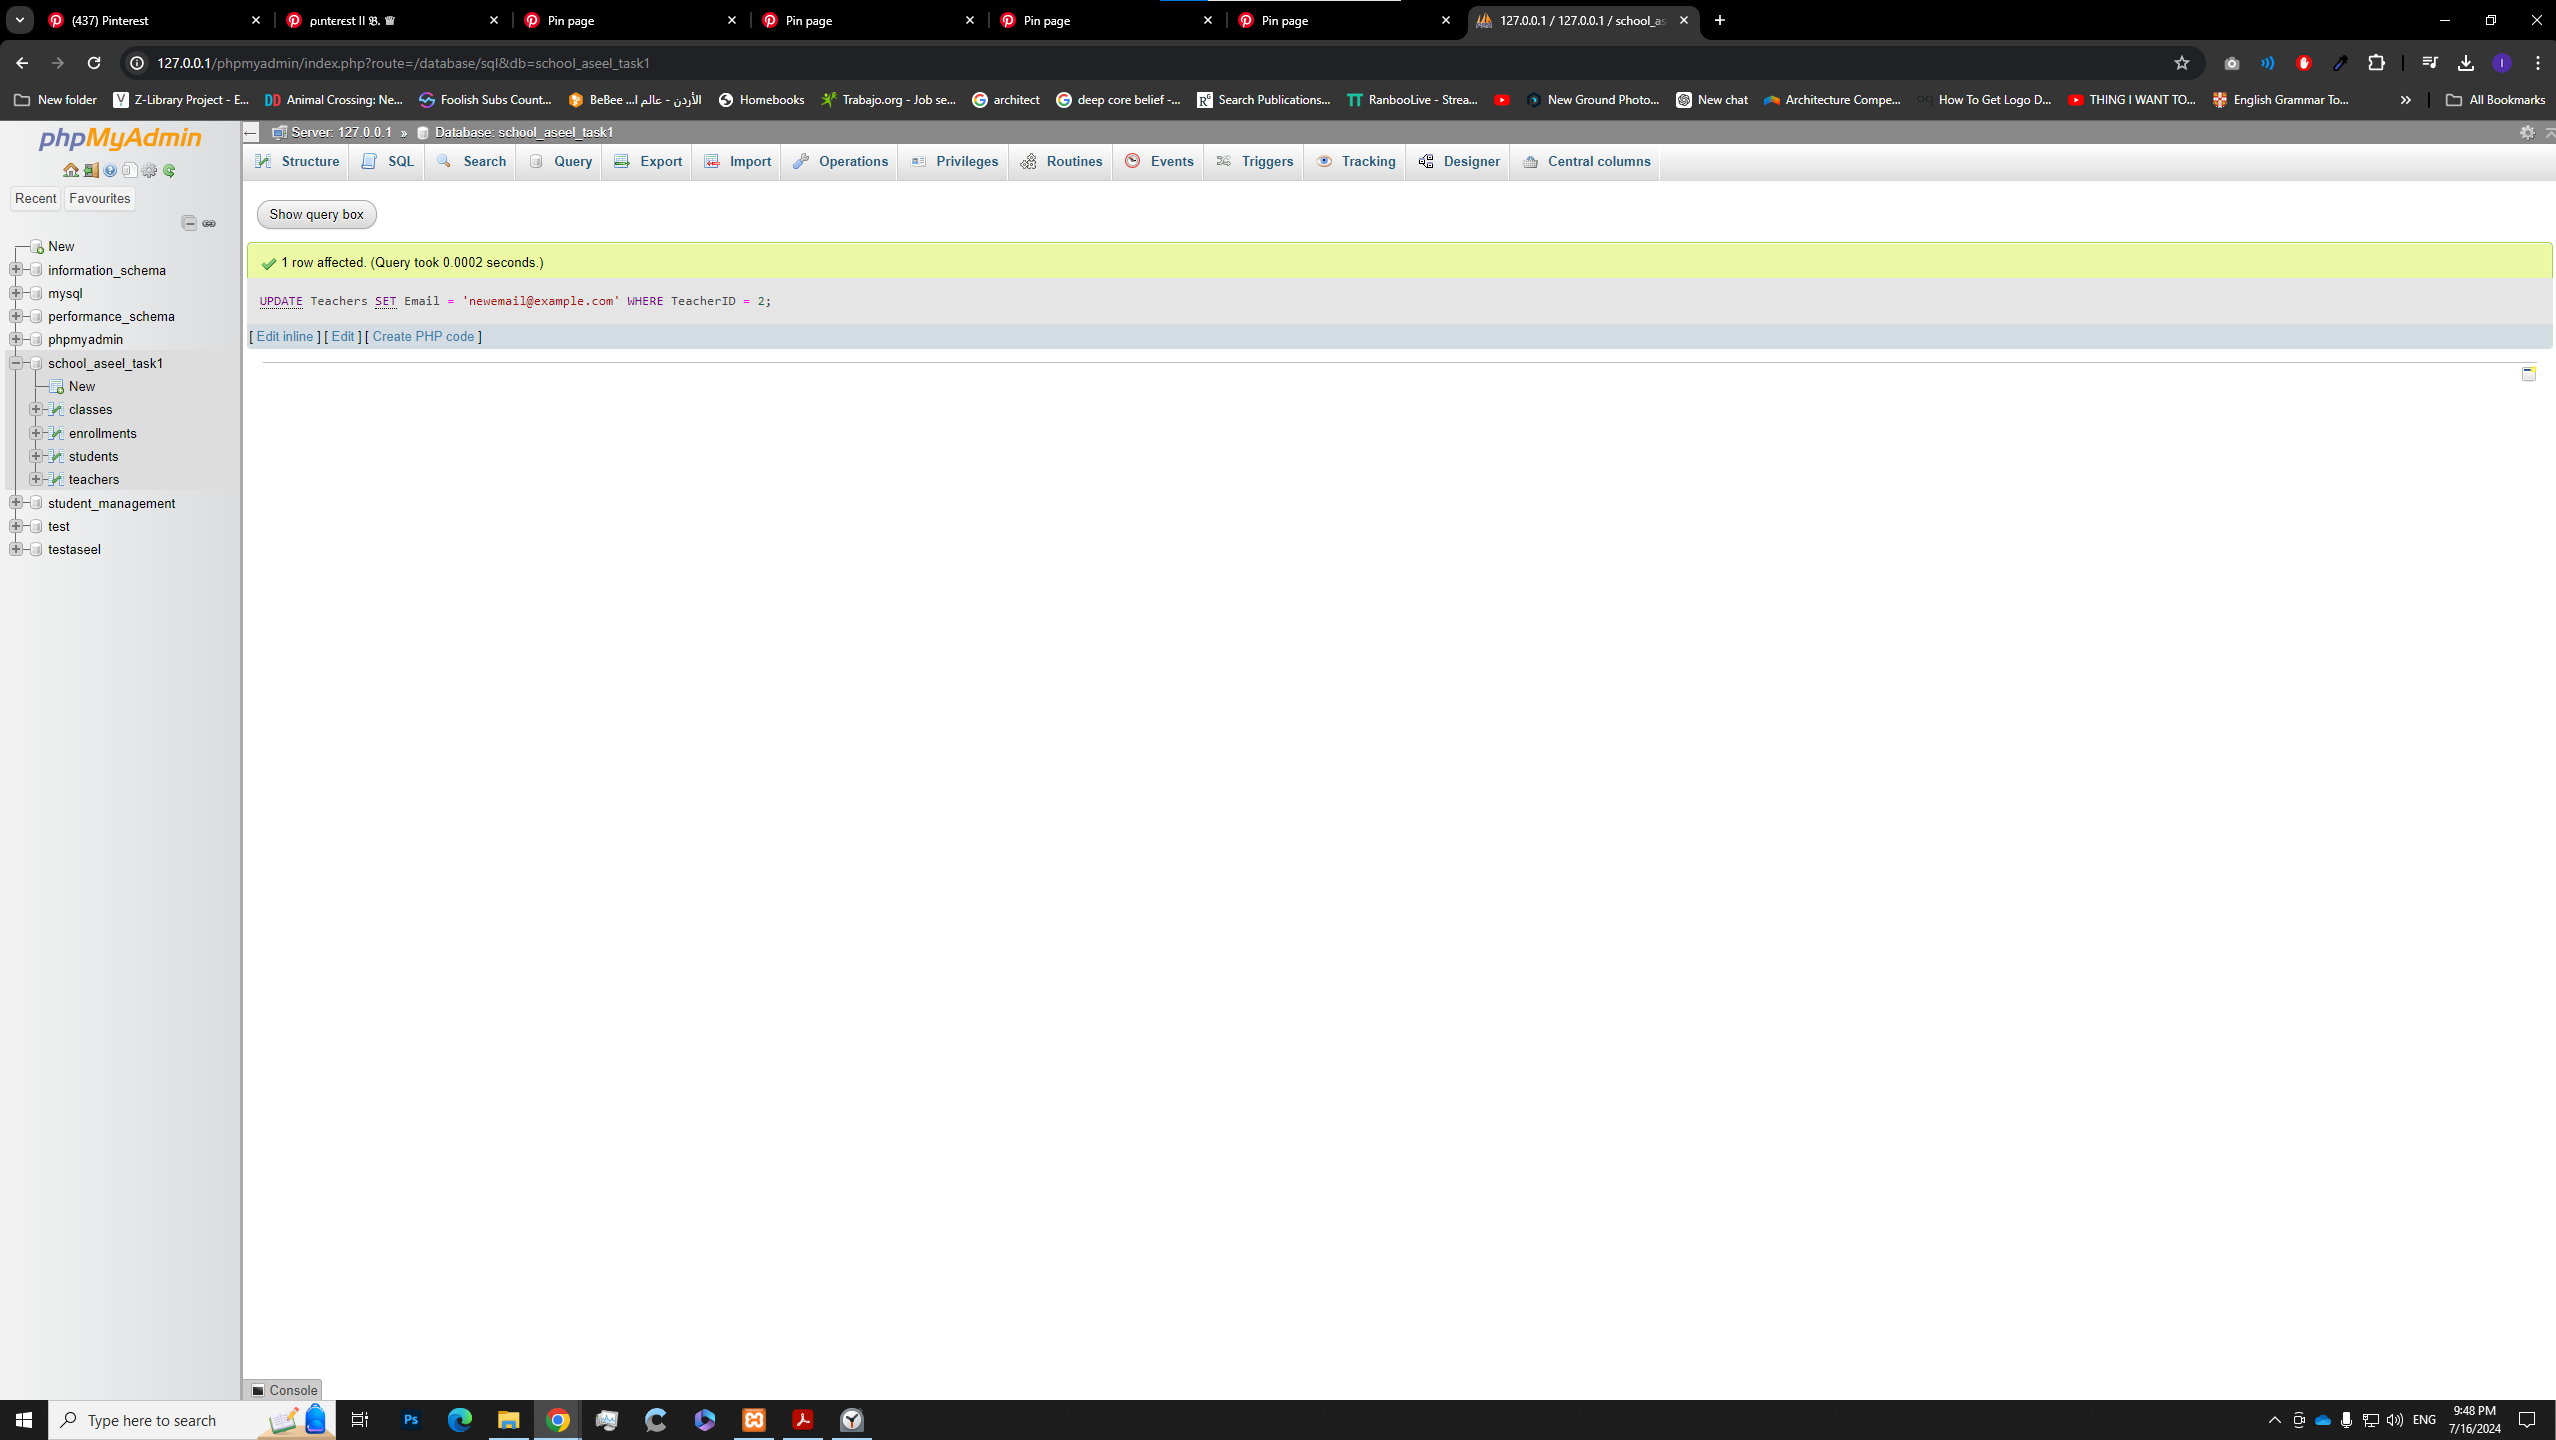 (437) Pinterest
ρıntεrεst II 𝔅. ♕
Pin page
Pin page
Pin page
Pin page
127.0.0.1 / 127.0.0.1 / school_as
127.0.0.1/phpmyadmin/index.php?route=/database/sql&db=school_aseel_task1
New folder
Z-Library Project - E...
Animal Crossing: Ne...
Foolish Subs Count...
BeBee ...الأردن - عالم ا
Homebooks
Trabajo.org - Job se...
architect
deep core belief -...
Search Publications...
RanbooLive - Strea...
New Ground Photo...
New chat
Architecture Compe...
How To Get Logo D...
THING I WANT TO...
English Grammar To...
All Bookmarks
phpMyAdmin
Server: 127.0.0.1 » Database: school_aseel_task1
Structure
SQL
Search
Query
Export
Import
Operations
Privileges
Routines
Events
Triggers
Tracking
Designer
Central columns
Recent
Favourites
New
information_schema
mysql
performance_schema
phpmyadmin
school_aseel_task1
New
classes
enrollments
students
teachers
student_management
test
testaseel
Show query box
1 row affected. (Query took 0.0002 seconds.)
UPDATE Teachers SET Email = 'newemail@example.com' WHERE TeacherID = 2;
[ Edit inline ] [ Edit ] [ Create PHP code ]
Console
Type here to search
Ps
ENG
9:48 PM
7/16/2024